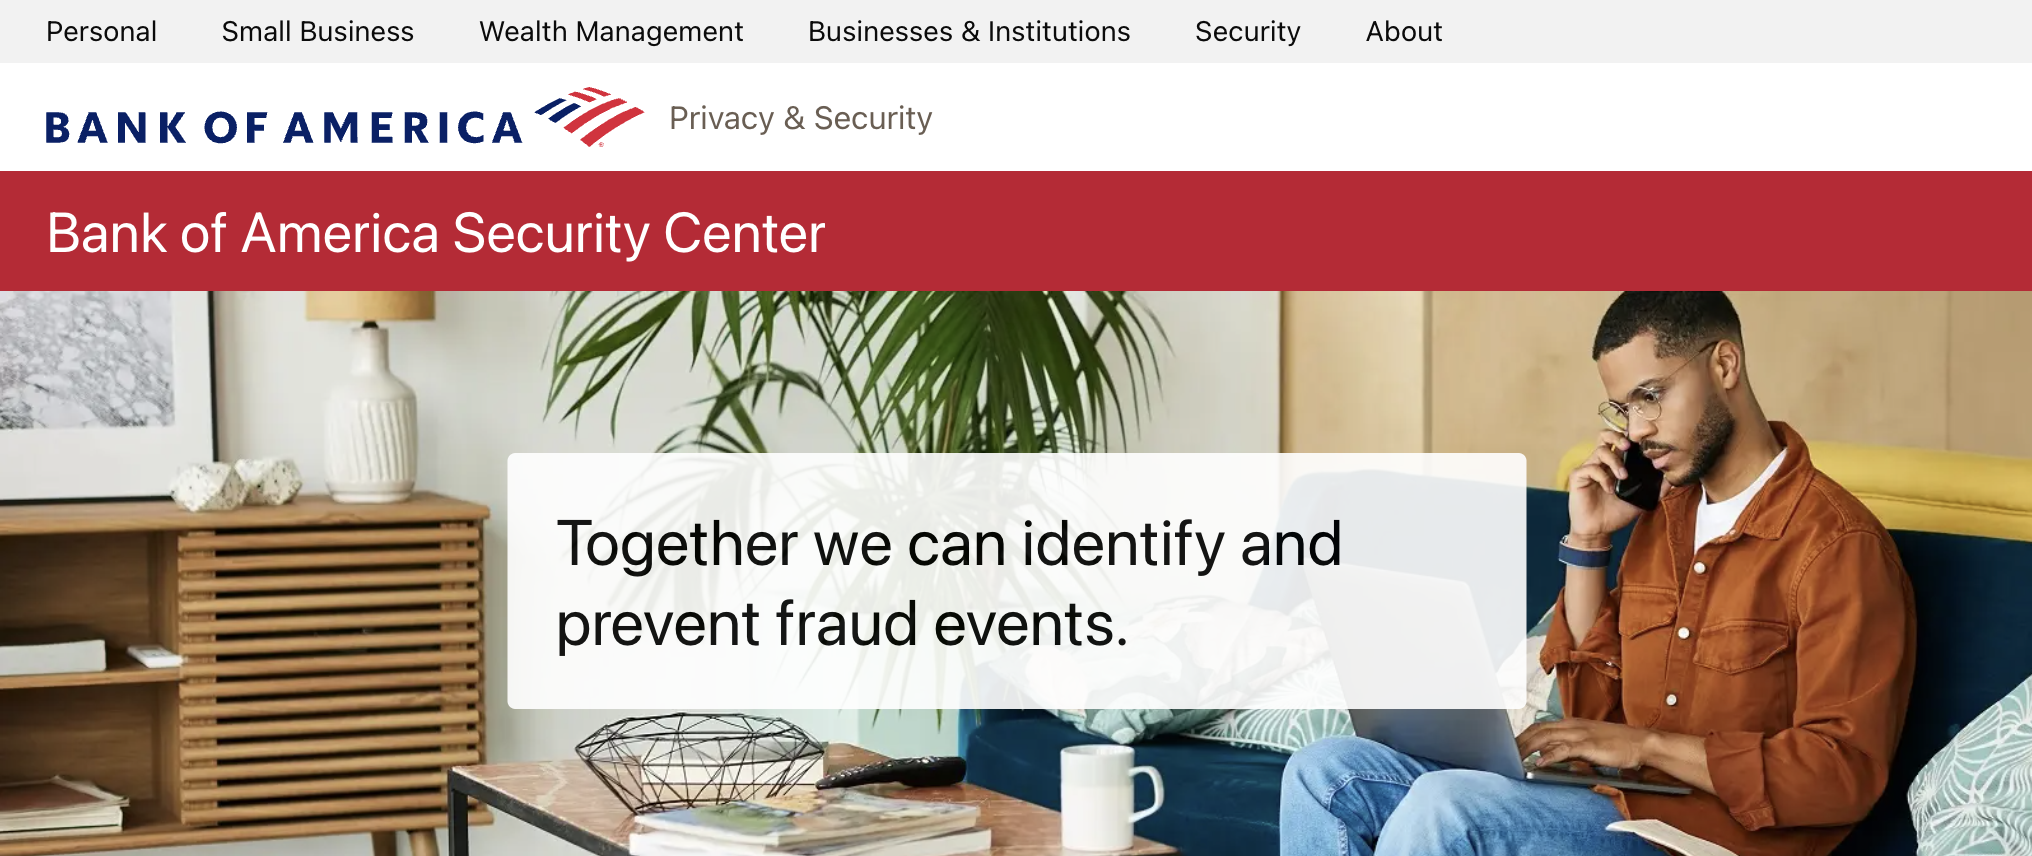 Personal Small Business Wealth Management Businesses & Institutions Security About
BANK OF AMERICA Privacy & Security
Bank of America Security Center
Together we can identify and
prevent fraud events.